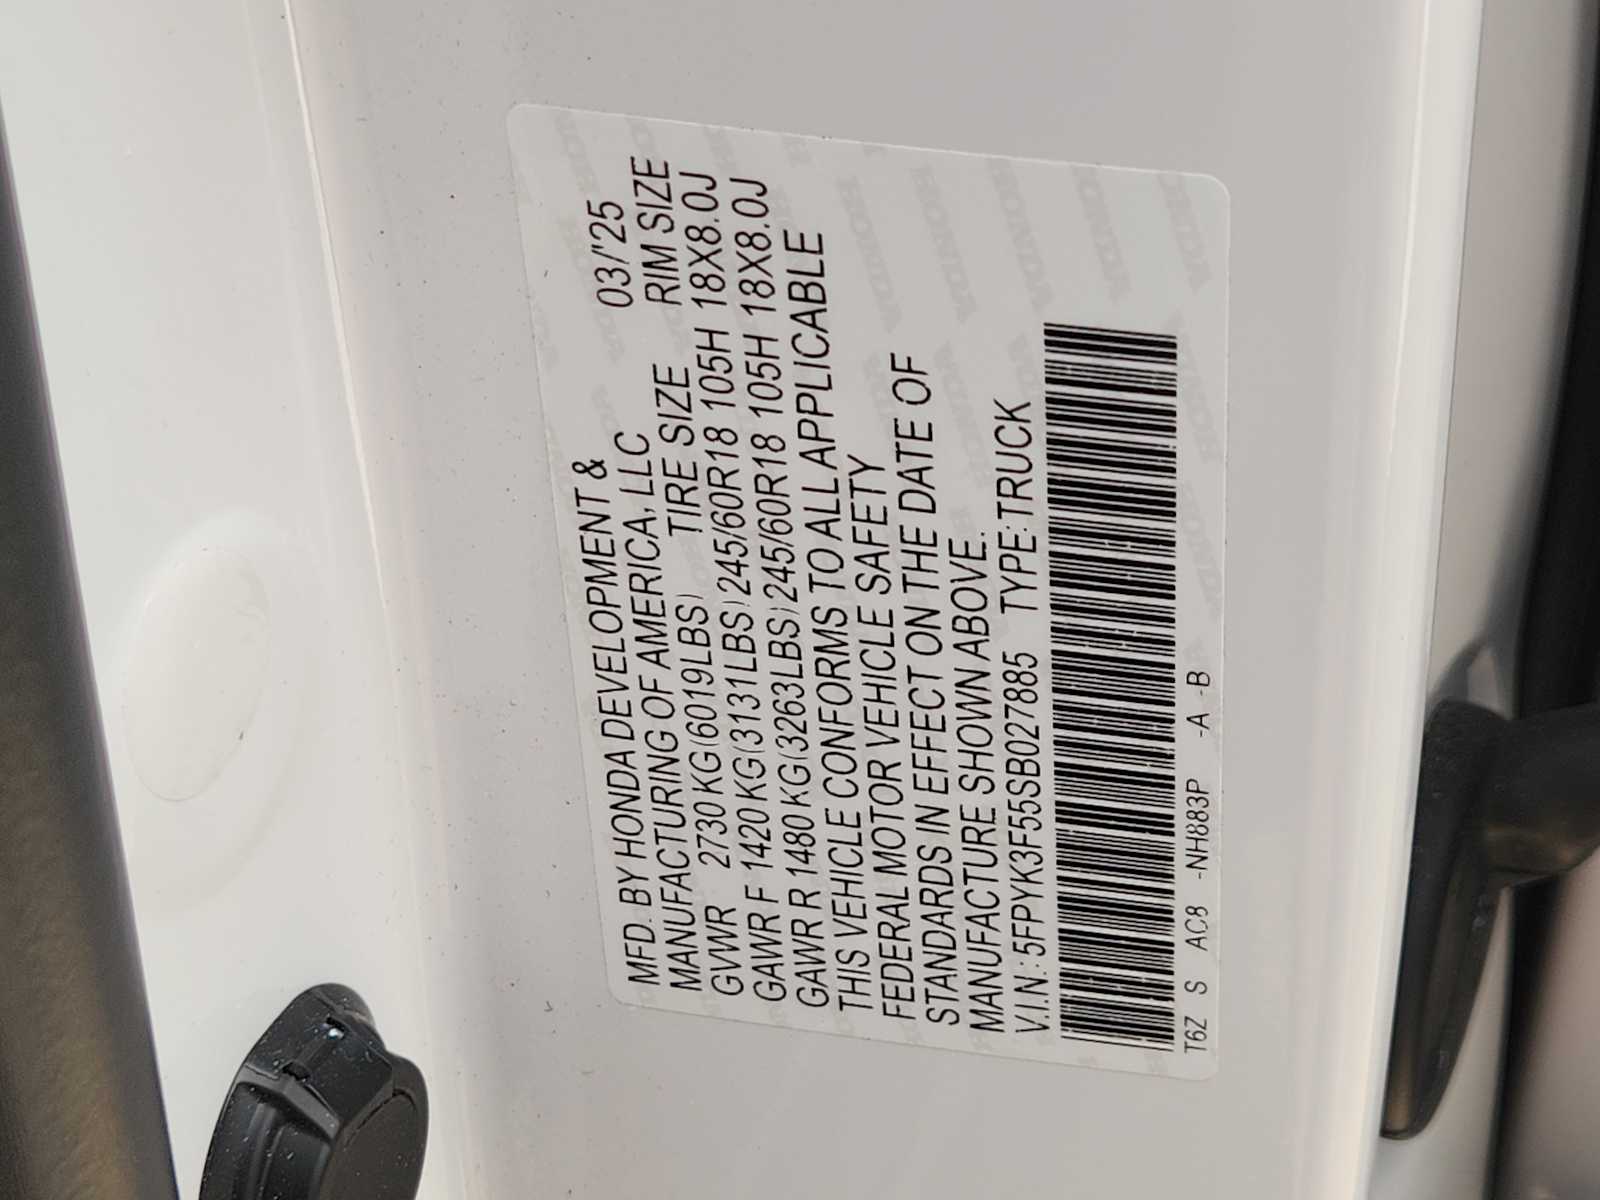 MFD. BY HONDA DEVELOPMENT & 03/'25
MANUFACTURING OF AMERICA, LLC
GVWR 2730 KG(6019LBS) TIRE SIZE RIM SIZE
GAWR F 1420 KG(3131LBS) 245/60R18 105H 18X8.0J
GAWR R 1480 KG(3263LBS) 245/60R18 105H 18X8.0J
THIS VEHICLE CONFORMS TO ALL APPLICABLE
FEDERAL MOTOR VEHICLE SAFETY
STANDARDS IN EFFECT ON THE DATE OF
MANUFACTURE SHOWN ABOVE.
V.I.N.: 5FPYK3F55SB027885 TYPE: TRUCK
T6Z S AC8 -NH883P -A -B